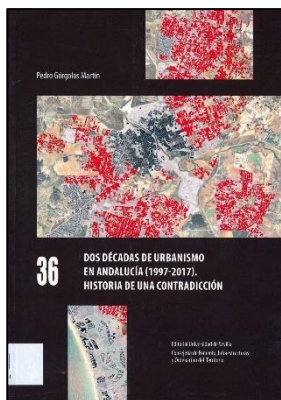 Pedro Górgolas Martín
36
DOS DÉCADAS DE URBANISMO
EN ANDALUCÍA (1997-2017).
HISTORIA DE UNA CONTRADICCIÓN
Editorial Universidad de Sevilla
Consejería de Fomento, Infraestructuras
y Ordenación del Territorio